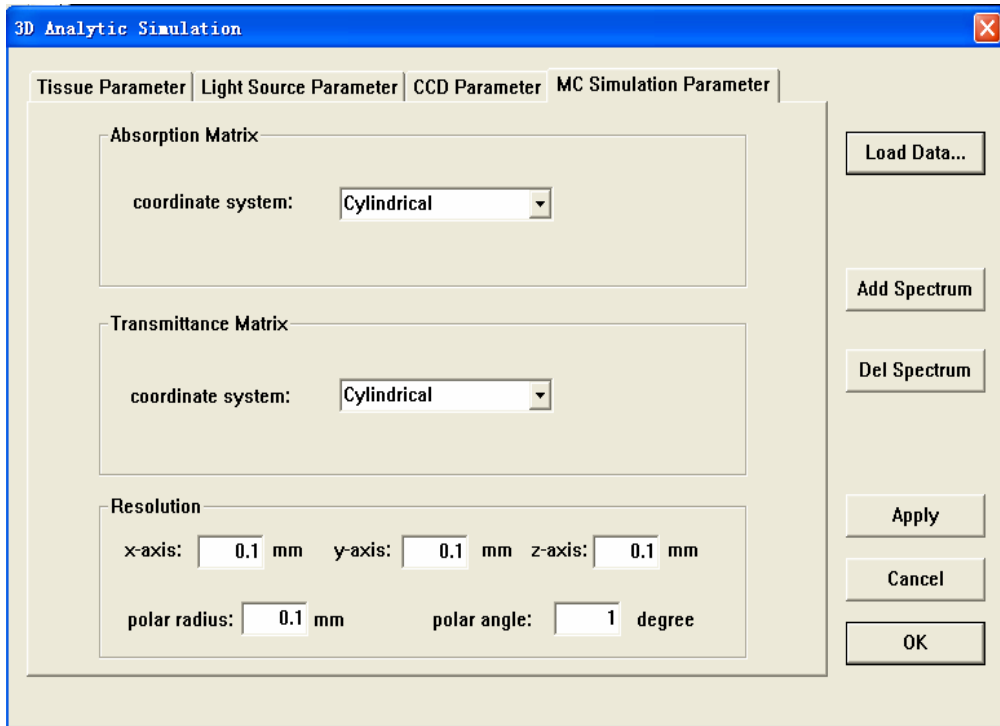 3D Analytic Simulation
Tissue Parameter Light Source Parameter CCD Parameter MC Simulation Parameter
Absorption Matrix
coordinate system: Cylindrical
Load Data...
Add Spectrum
Transmittance Matrix
Del Spectrum
coordinate system: Cylindrical
Resolution
Apply
x-axis: 0.1 mm y-axis: 0.1 mm z-axis: 0.1 mm
Cancel
polar radius: 0.1 mm polar angle: 1 degree
OK